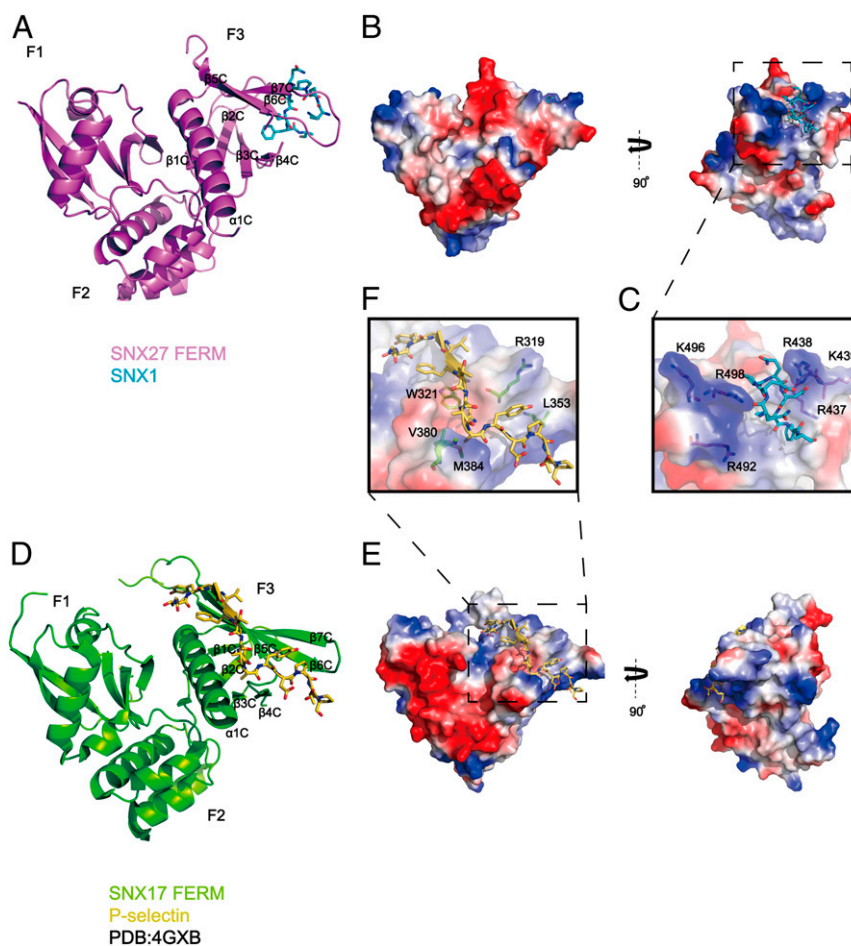 A
F1
F3
β5C
β7C
β6C
β2C
β1C
β3C
β4C
α1C
F2
SNX27 FERM
SNX1
B
90°
F
R319
W321
L353
V380
M384
C
K496
R438
R498
R437
R492
D
F1
F3
β7C
β1C
β5C
β2C
β6C
β3C
β4C
α1C
F2
SNX17 FERM
P-selectin
PDB:4GXB
E
90°